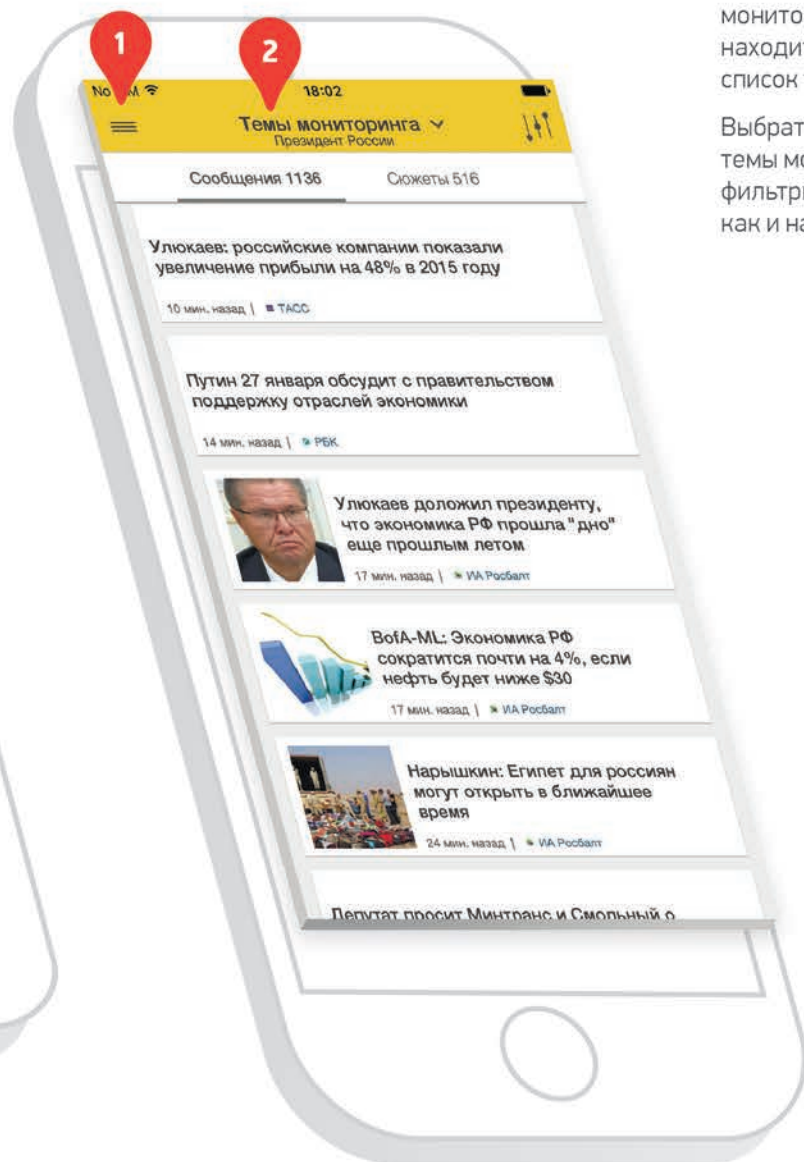 монито
находит
список
Выбрат
темы мо
фильтр
как и на
1
2
No 18:02
Темы мониторинга
Президент России
Сообщения 1136 Сюжеты 516
Улюкаев: российские компании показали
увеличение прибыли на 48% в 2015 году
10 мин. назад | ТАСС
Путин 27 января обсудит с правительством
поддержку отраслей экономики
14 мин. назад | РБК
Улюкаев доложил президенту,
что экономика РФ прошла "дно"
еще прошлым летом
17 мин. назад | ИА Росбалт
BofA-ML: Экономика РФ
сократится почти на 4%, если
нефть будет ниже $30
17 мин. назад | ИА Росбалт
Нарышкин: Египет для россиян
могут открыть в ближайшее
время
24 мин. назад | ИА Росбалт
Депутат просит Минтранс и Смольный о